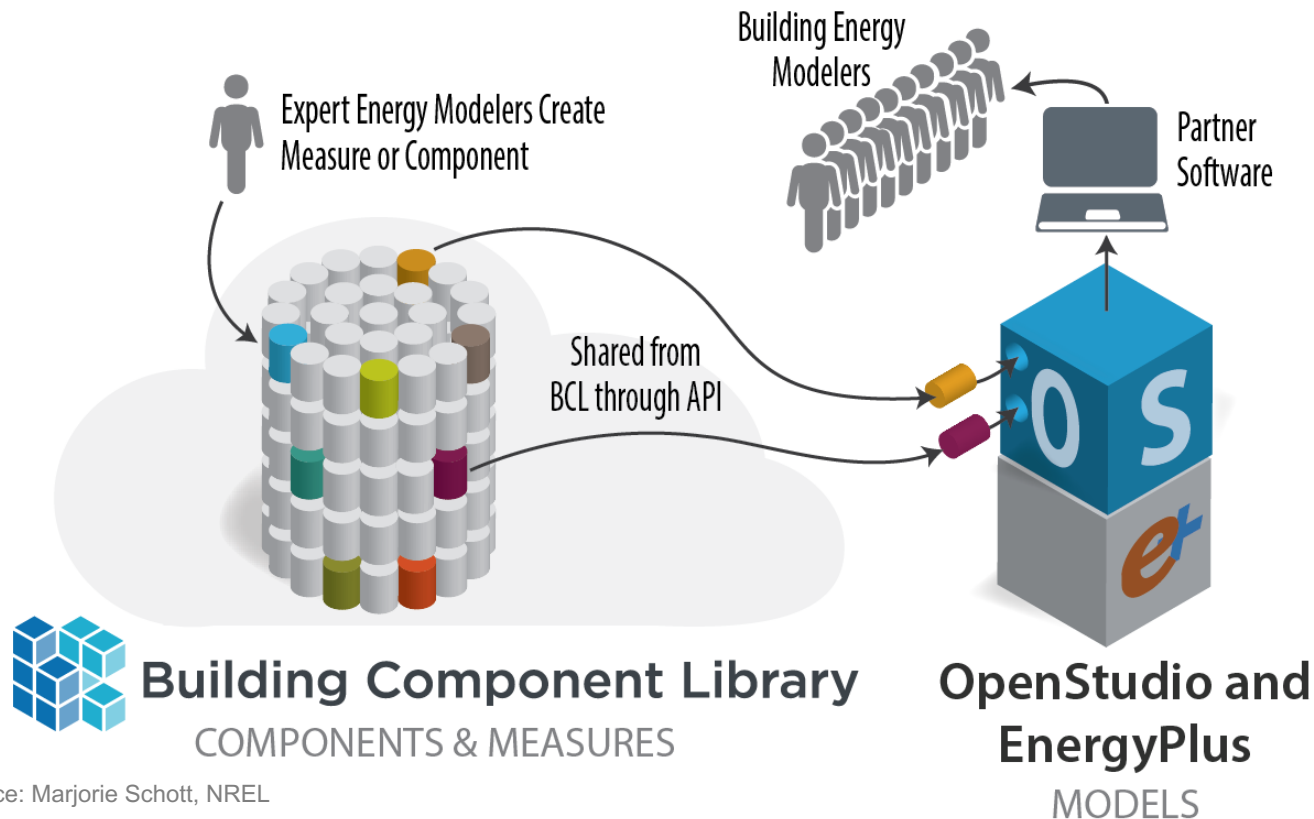 Building Energy
Modelers
Expert Energy Modelers Create
Measure or Component
Partner
Software
Shared from
BCL through API
O S
e+
Building Component Library
COMPONENTS & MEASURES
OpenStudio and
EnergyPlus
MODELS
ce: Marjorie Schott, NREL